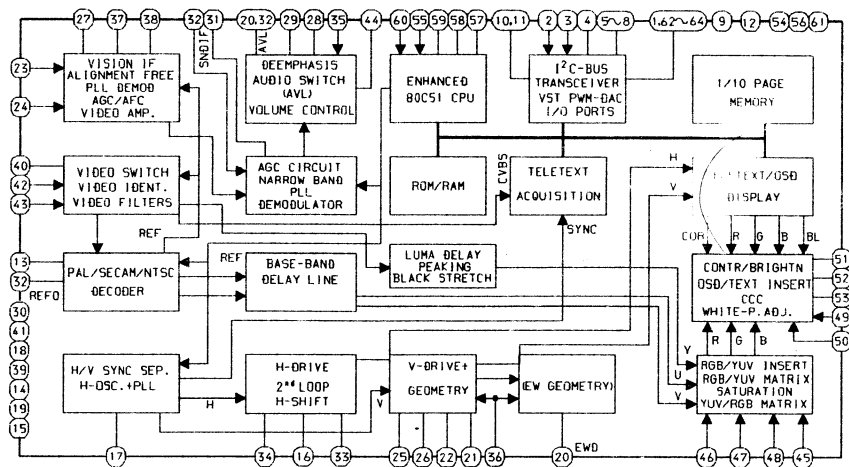 27 37 38 32 31 20,32 29 28 35 44 60 55 59 58 57 10,11 2 3 4 5~8 1.62~64 9 12 54 56 61
SNDIF
AVL
23
24
VISION IF
ALIGNMENT FREE
PLL DEMOD
AGC/AFC
VIDEO AMP.
DEEMPHASIS
AUDIO SWITCH
(AVL)
VOLUME CONTROL
ENHANCED
80C51 CPU
I²C-BUS
TRANSCEIVER
VST PWM-DAC
I/O PORTS
1/10 PAGE
MEMORY
40
42
43
VIDEO SWITCH
VIDEO IDENT.
VIDEO FILTERS
AGC CIRCUIT
NARROW BAND
PLL
DEMODULATOR
ROM/RAM
CVBS
TELETEXT
ACQUISITION
SYNC
H
V
/OSD
DISPLAY
REF
COR R G B BL
13
32
REFO
PAL/SECAM/NTSC
DECODER
REF
BASE-BAND
DELAY LINE
LUMA DELAY
PEAKING
BLACK STRETCH
CONTR/BRIGHTN
OSD/TEXT INSERT
CCC
WHITE-P.ADJ.
51
52
53
49
50
R G B
30
41
18
39
14
19
15
H/V SYNC SEP.
H-OSC.+PLL
H
H-DRIVE
2nd LOOP
H-SHIFT
V
V-DRIVE+
GEOMETRY
(EW GEOMETRY)
Y
U
V
RGB/YUV INSERT
RGB/YUV MATRIX
SATURATION
YUV/RGB MATRIX
EWD
17 34 16 33 25 26 22 21 36 20 46 47 48 45